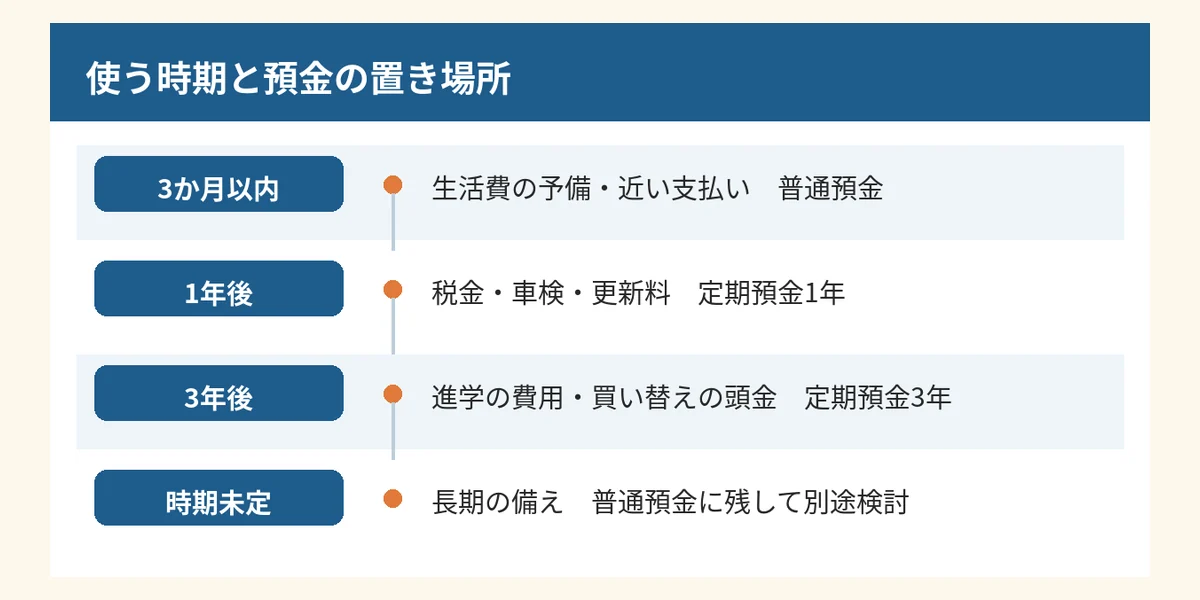 使う時期と預金の置き場所
3か月以内
生活費の予備・近い支払い　普通預金
1年後
税金・車検・更新料　定期預金1年
3年後
進学の費用・買い替えの頭金　定期預金3年
時期未定
長期の備え　普通預金に残して別途検討